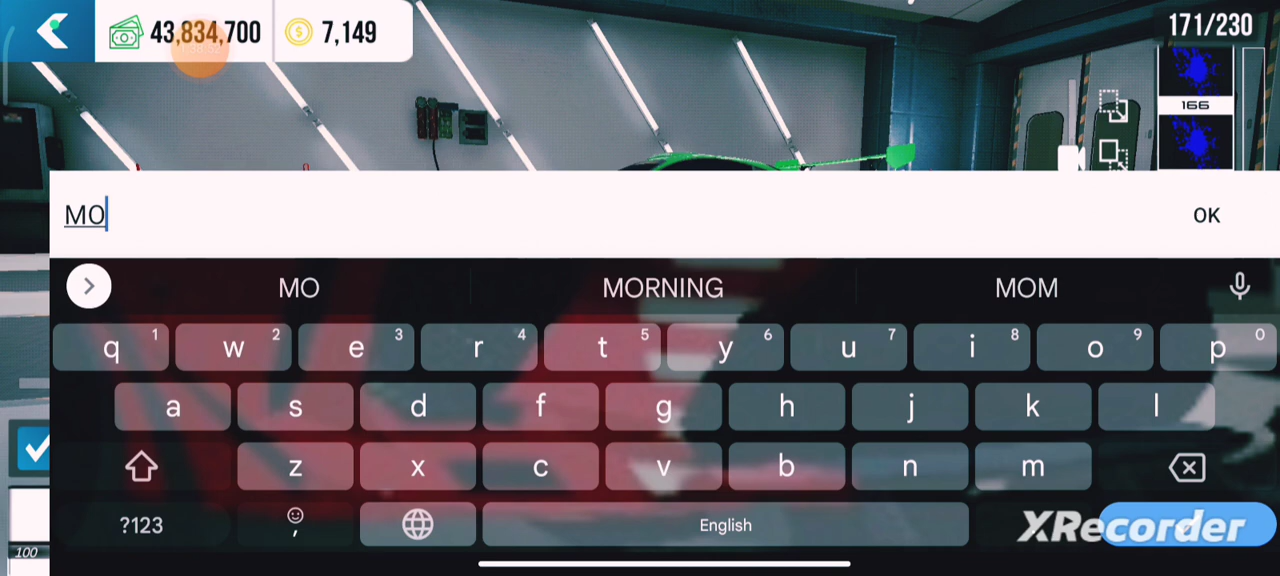 43,834,700
7,149
171/230
166
MO
OK
MO MORNING MOM
q 1 w 2 e 3 r 4 t 5 y 6 u 7 i 8 o 9 p 0
a s d f g h j k l
z x c v b n m
?123 , English
100
XRecorder